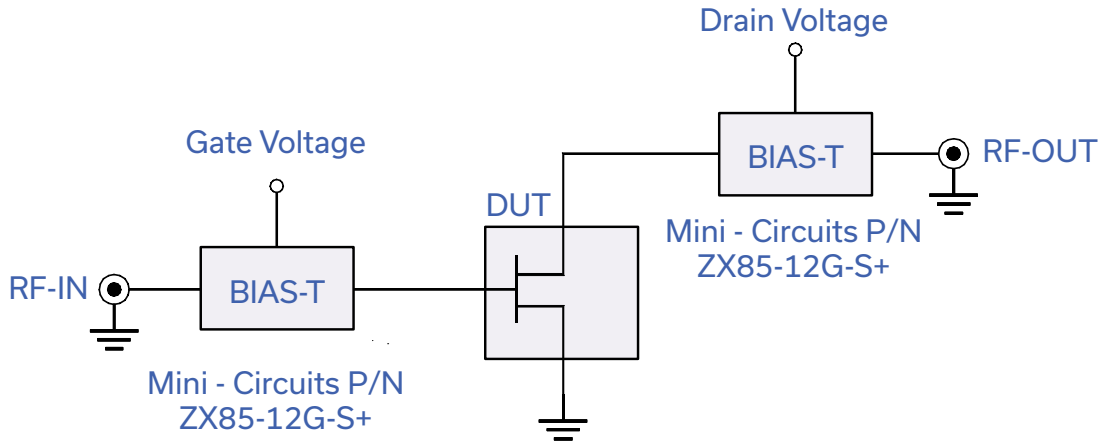 Drain Voltage
Gate Voltage
BIAS-T
RF-OUT
DUT
Mini - Circuits P/N
ZX85-12G-S+
RF-IN
BIAS-T
Mini - Circuits P/N
ZX85-12G-S+